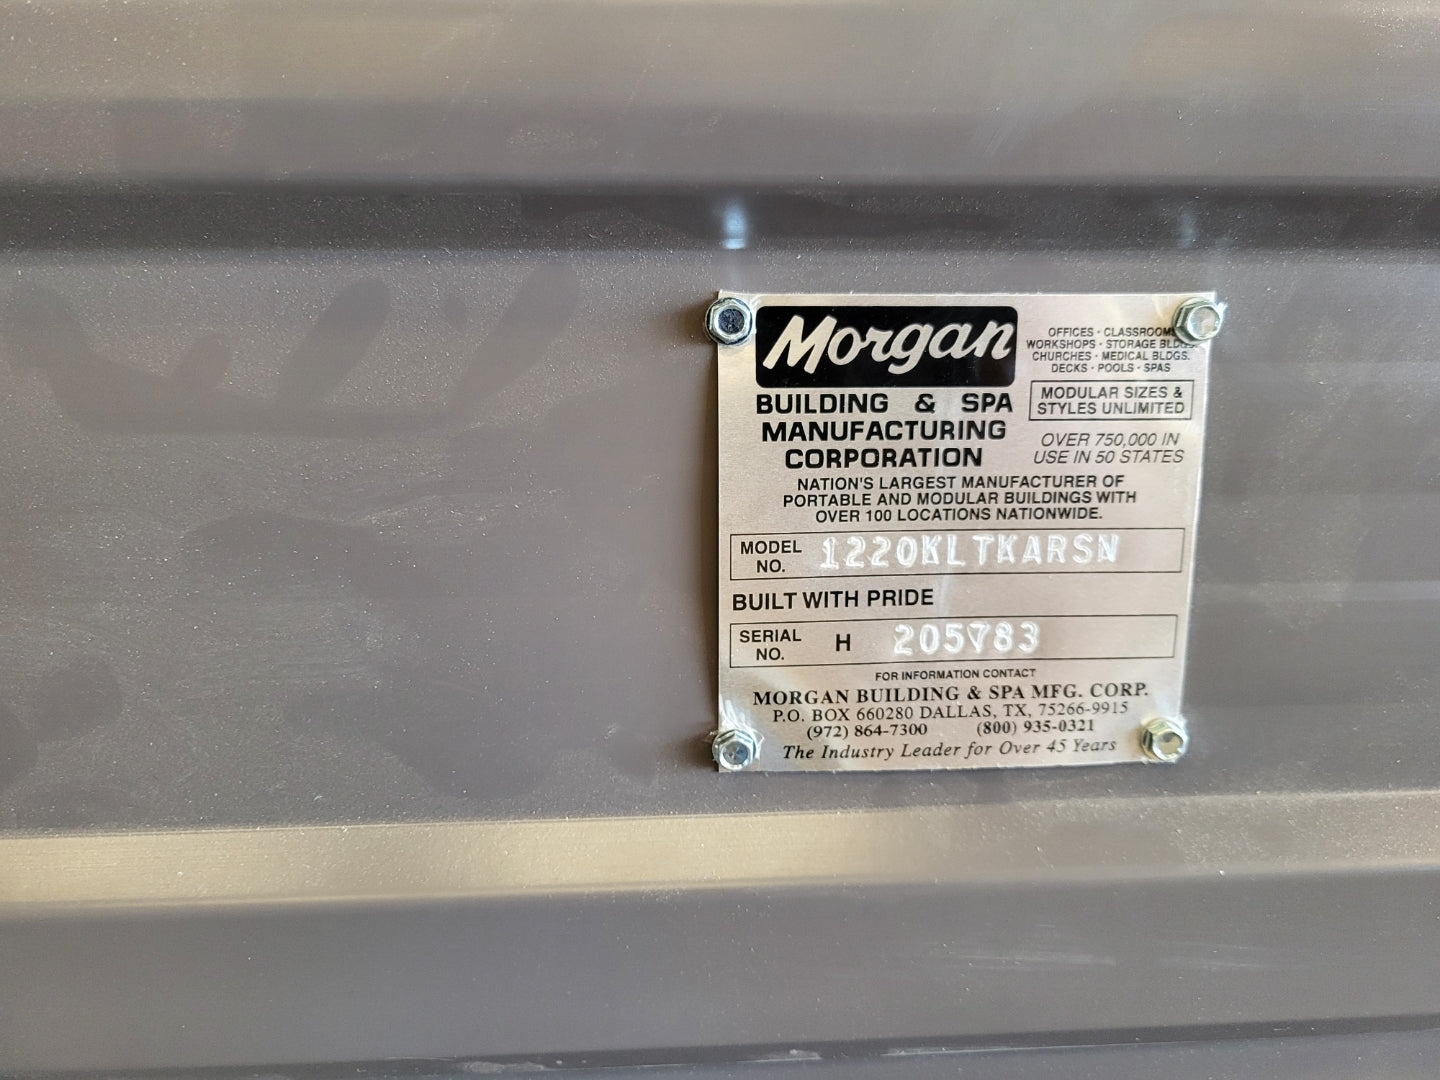 Morgan
OFFICES · CLASSROOMS
WORKSHOPS · STORAGE BLDGS.
CHURCHES · MEDICAL BLDGS.
DECKS · POOLS · SPAS
MODULAR SIZES &
STYLES UNLIMITED
BUILDING & SPA
MANUFACTURING
CORPORATION
OVER 750,000 IN
USE IN 50 STATES
NATION'S LARGEST MANUFACTURER OF
PORTABLE AND MODULAR BUILDINGS WITH
OVER 100 LOCATIONS NATIONWIDE.
MODEL NO. 1220KLTKARSN
BUILT WITH PRIDE
SERIAL NO. H 205783
FOR INFORMATION CONTACT
MORGAN BUILDING & SPA MFG. CORP.
P.O. BOX 660280 DALLAS, TX, 75266-9915
(972) 864-7300 (800) 935-0321
The Industry Leader for Over 45 Years